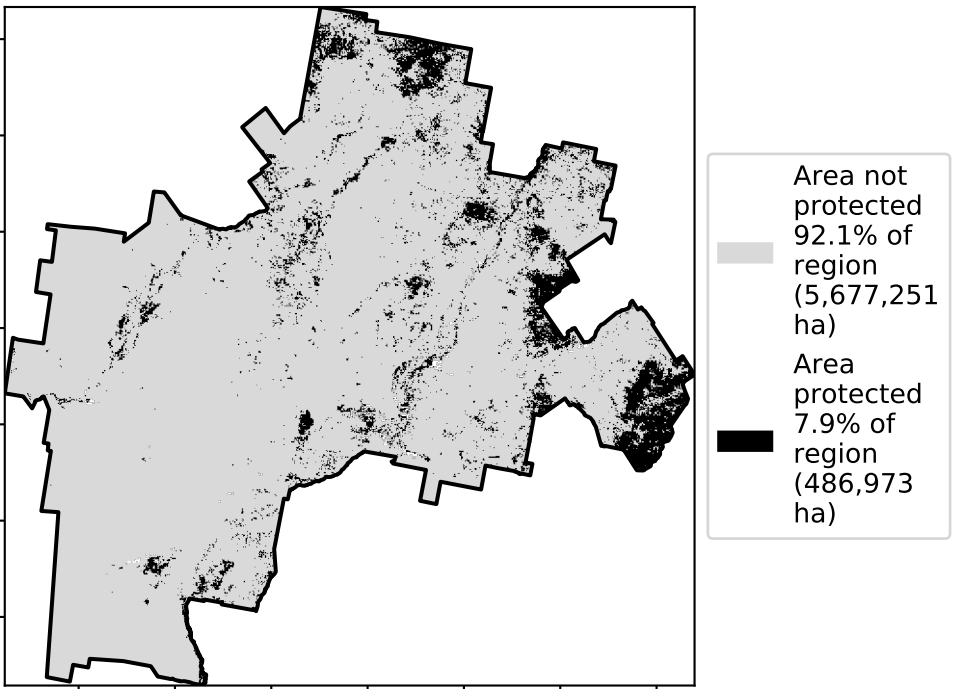 Area not
protected
92.1% of
region
(5,677,251
ha)
Area
protected
7.9% of
region
(486,973
ha)